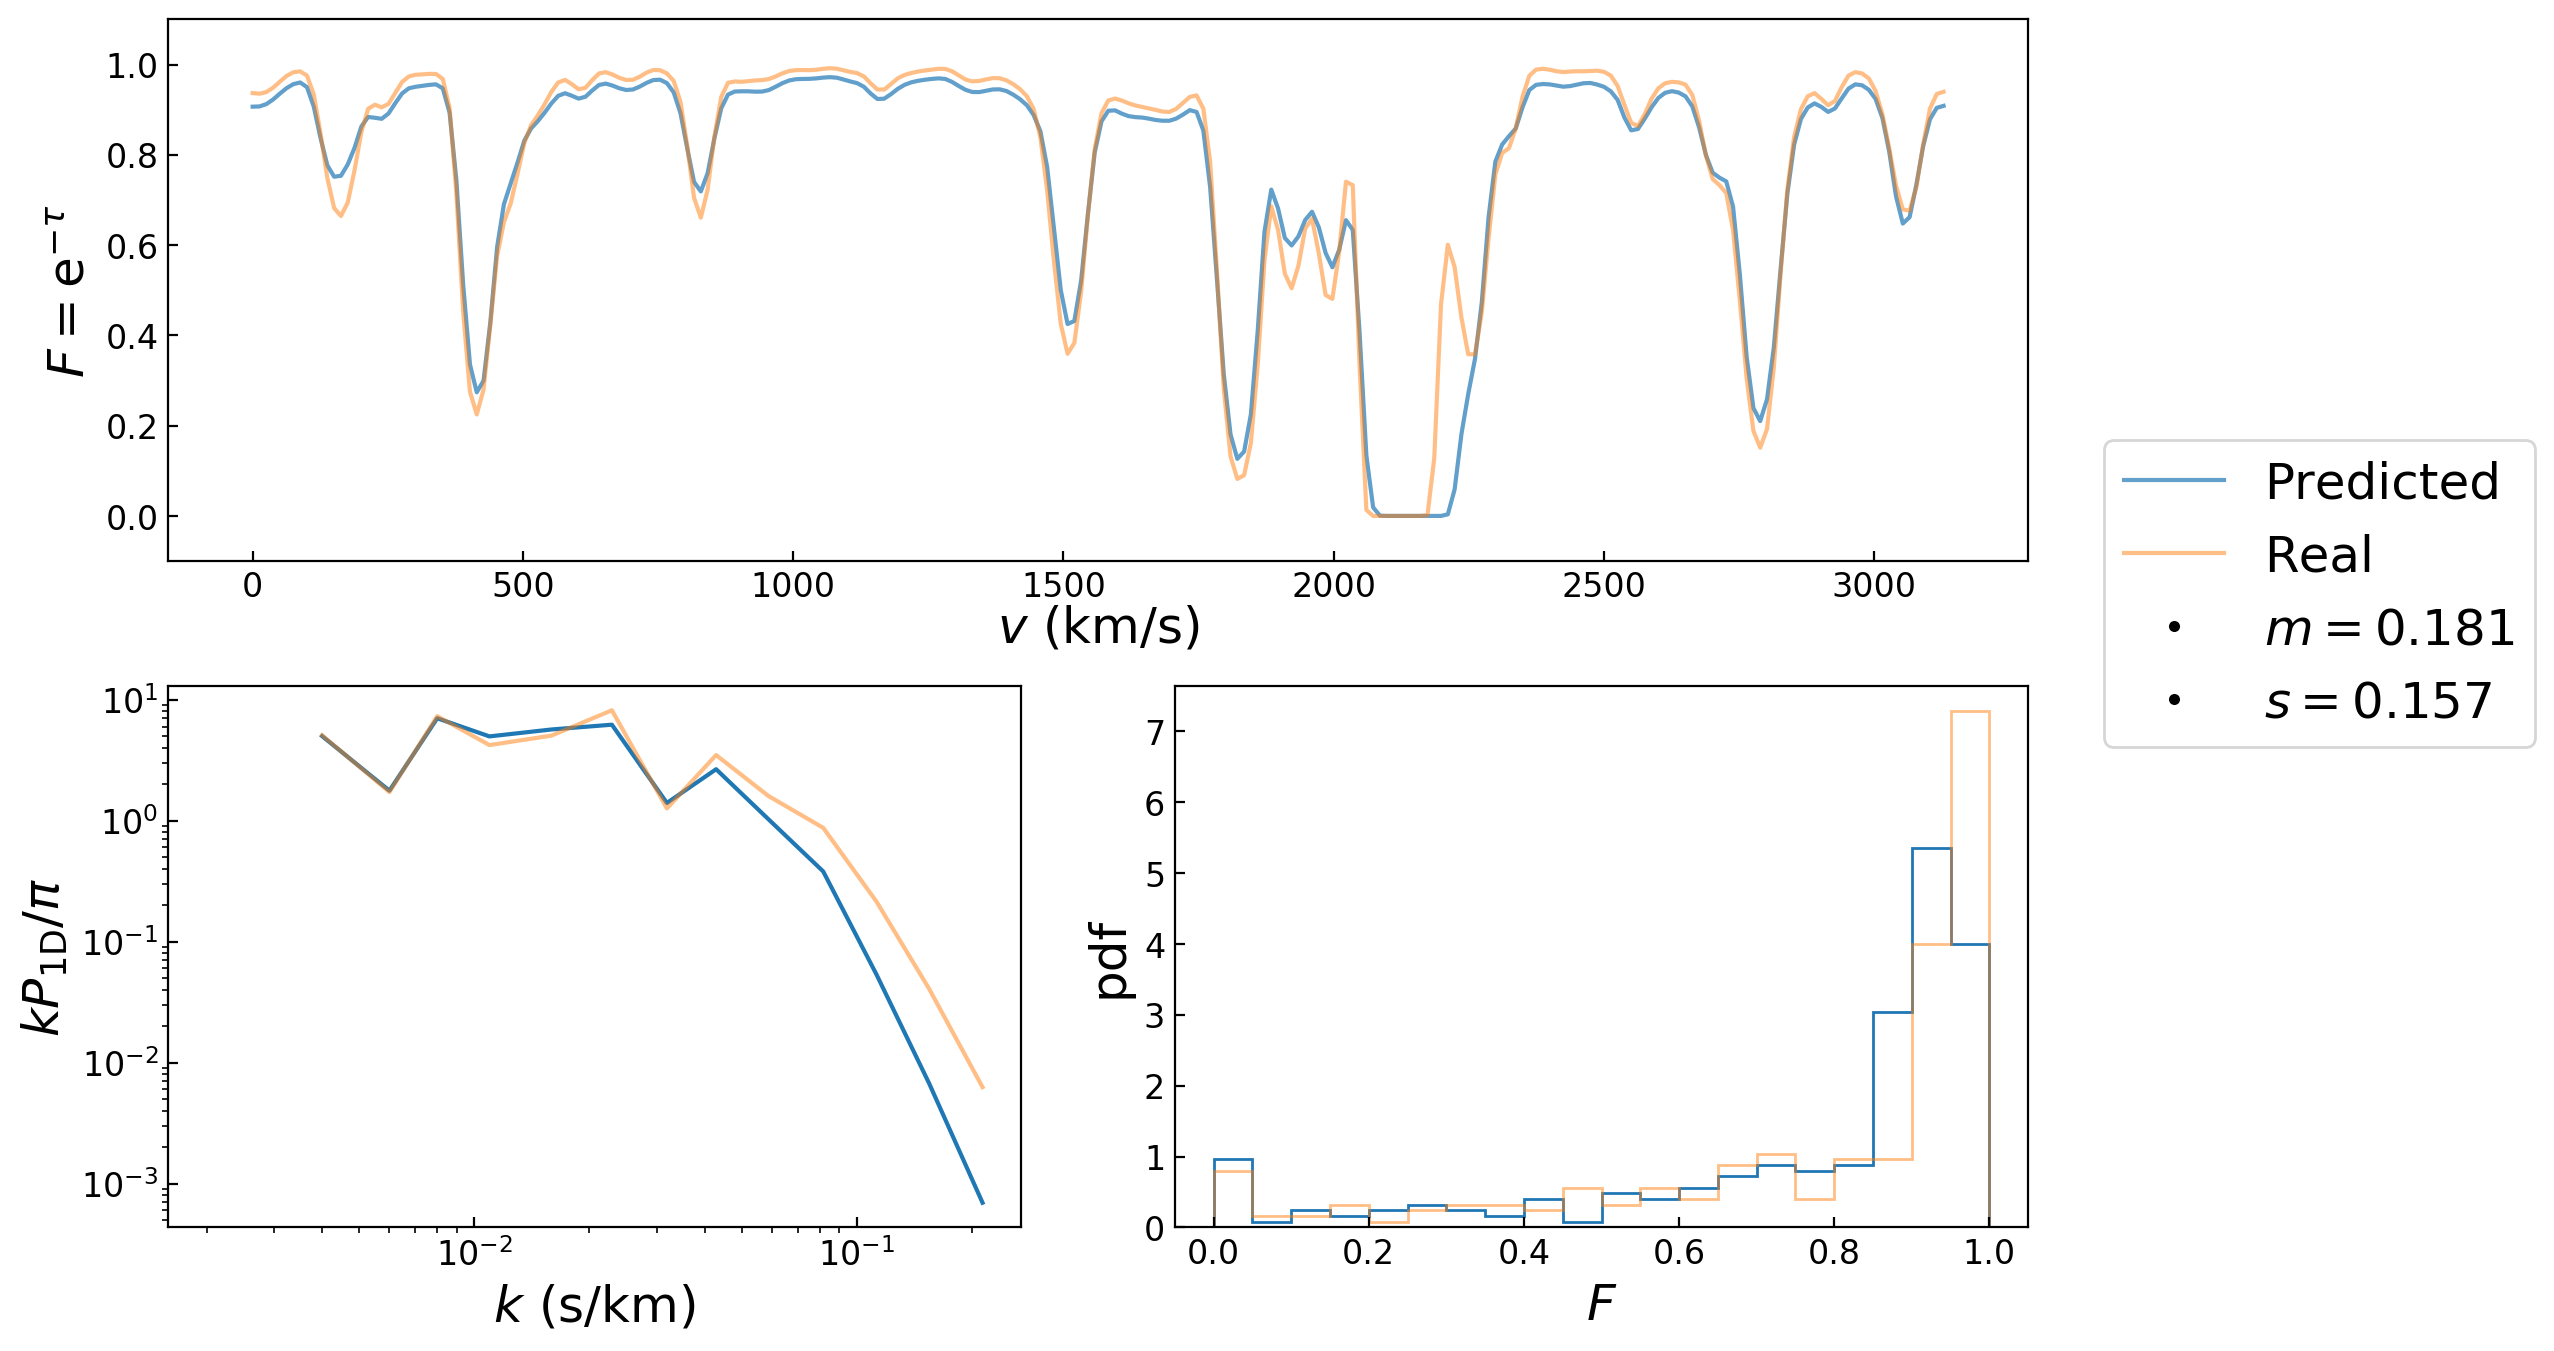 1.0
0.8
0.6
0.4
0.2
0.0
F = e^{-τ}
0 500 1000 1500 2000 2500 3000
v (km/s)
Predicted
Real
m = 0.181
s = 0.157
10^1
10^0
10^{-1}
10^{-2}
10^{-3}
kP_{1D}/π
10^{-2} 10^{-1}
k (s/km)
7
6
5
4
3
2
1
0
pdf
0.0 0.2 0.4 0.6 0.8 1.0
F